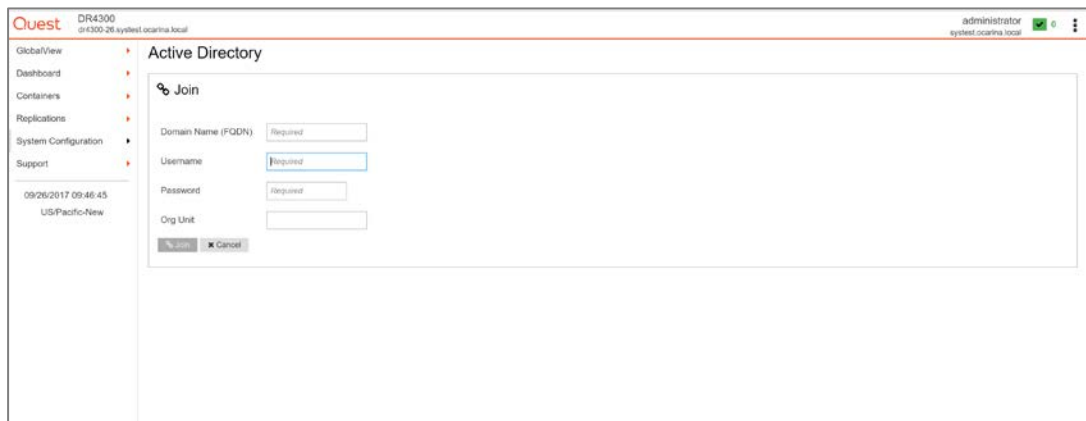 Quest
DR4300
dr4300-26.systest.ocarina.local
administrator
systest.ocarina.local
0
GlobalView
Dashboard
Containers
Replications
System Configuration
Support
09/26/2017 09:46:45
US/Pacific-New
Active Directory
Join
Domain Name (FQDN) Required
Username Required
Password Required
Org Unit
Join Cancel